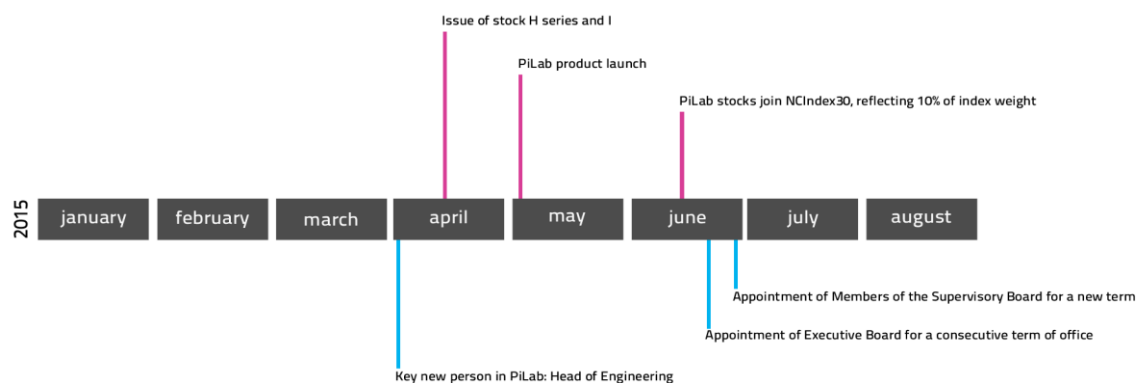 Issue of stock H series and I
PiLab product launch
PiLab stocks join NCIndex30, reflecting 10% of index weight
2015
january
february
march
april
may
june
july
august
Appointment of Members of the Supervisory Board for a new term
Appointment of Executive Board for a consecutive term of office
Key new person in PiLab: Head of Engineering